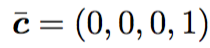 c̄ = (0, 0, 0, 1)